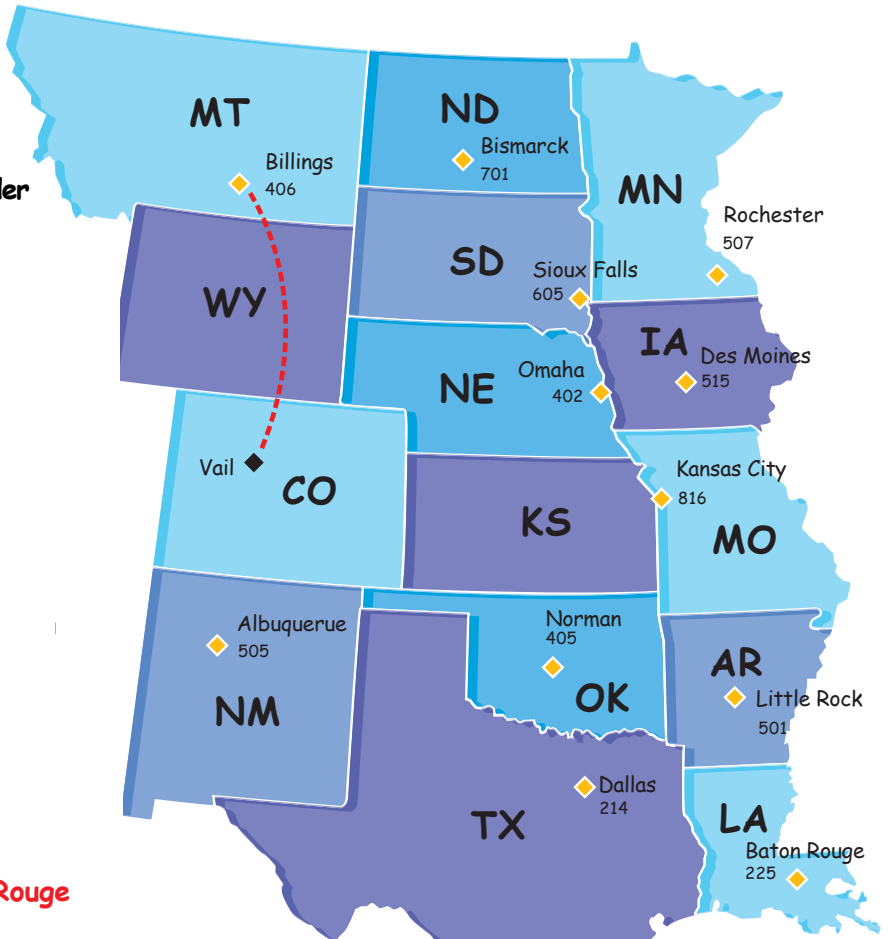 MT
ND
Billings
406
Bismarck
701
MN
Rochester
507
SD
Sioux Falls
605
WY
IA
Des Moines
515
NE
Omaha
402
Vail
CO
Kansas City
816
KS
MO
Albuquerue
505
Norman
405
NM
OK
AR
Little Rock
501
Dallas
214
TX
LA
Baton Rouge
225
Rouge